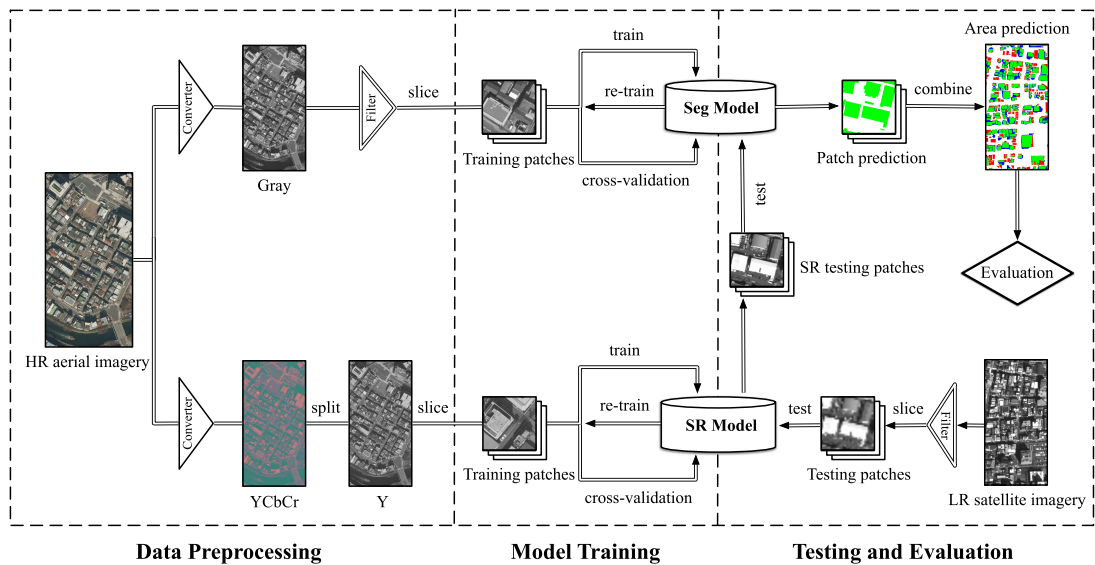 HR aerial imagery
Converter
Gray
Filter
slice
Converter
YCbCr
split
Y
slice
Training patches
train
re-train
cross-validation
Seg Model
Training patches
train
re-train
cross-validation
SR Model
Patch prediction
combine
Area prediction
Evaluation
test
SR testing patches
test
Testing patches
slice
Filter
LR satellite imagery
Data Preprocessing
Model Training
Testing and Evaluation